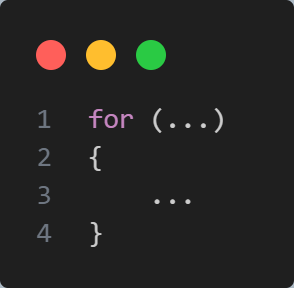 1 for (...)
2 {
3     ...
4 }